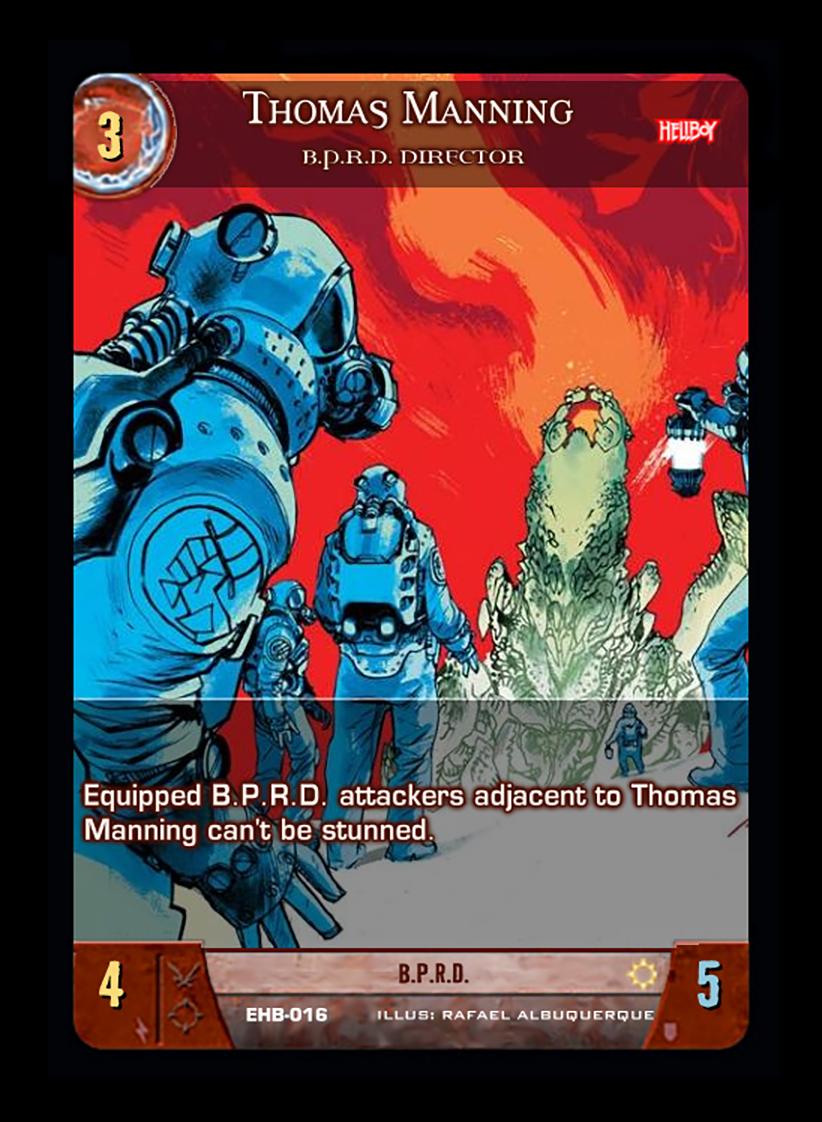 3
Thomas Manning
B.P.R.D. DIRECTOR
HELLBOY
Equipped B.P.R.D. attackers adjacent to Thomas
Manning can't be stunned.
4
B.P.R.D.
5
EHB-016 ILLUS: RAFAEL ALBUQUERQUE